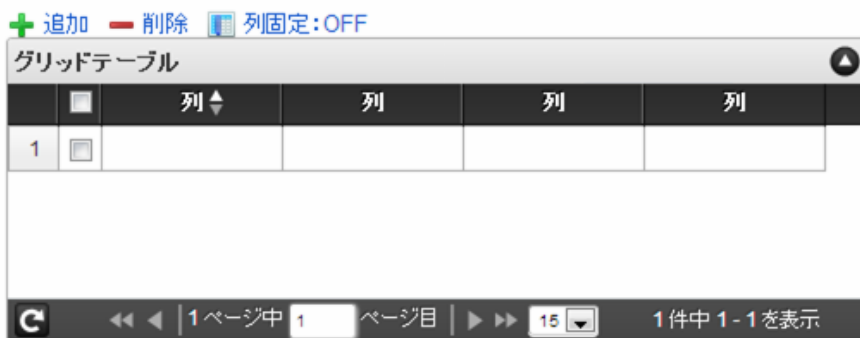 追加 削除 列固定:OFF
グリッドテーブル
列 列 列 列
1
1 ページ中 1 ページ目 15 1 件中 1 - 1 を表示